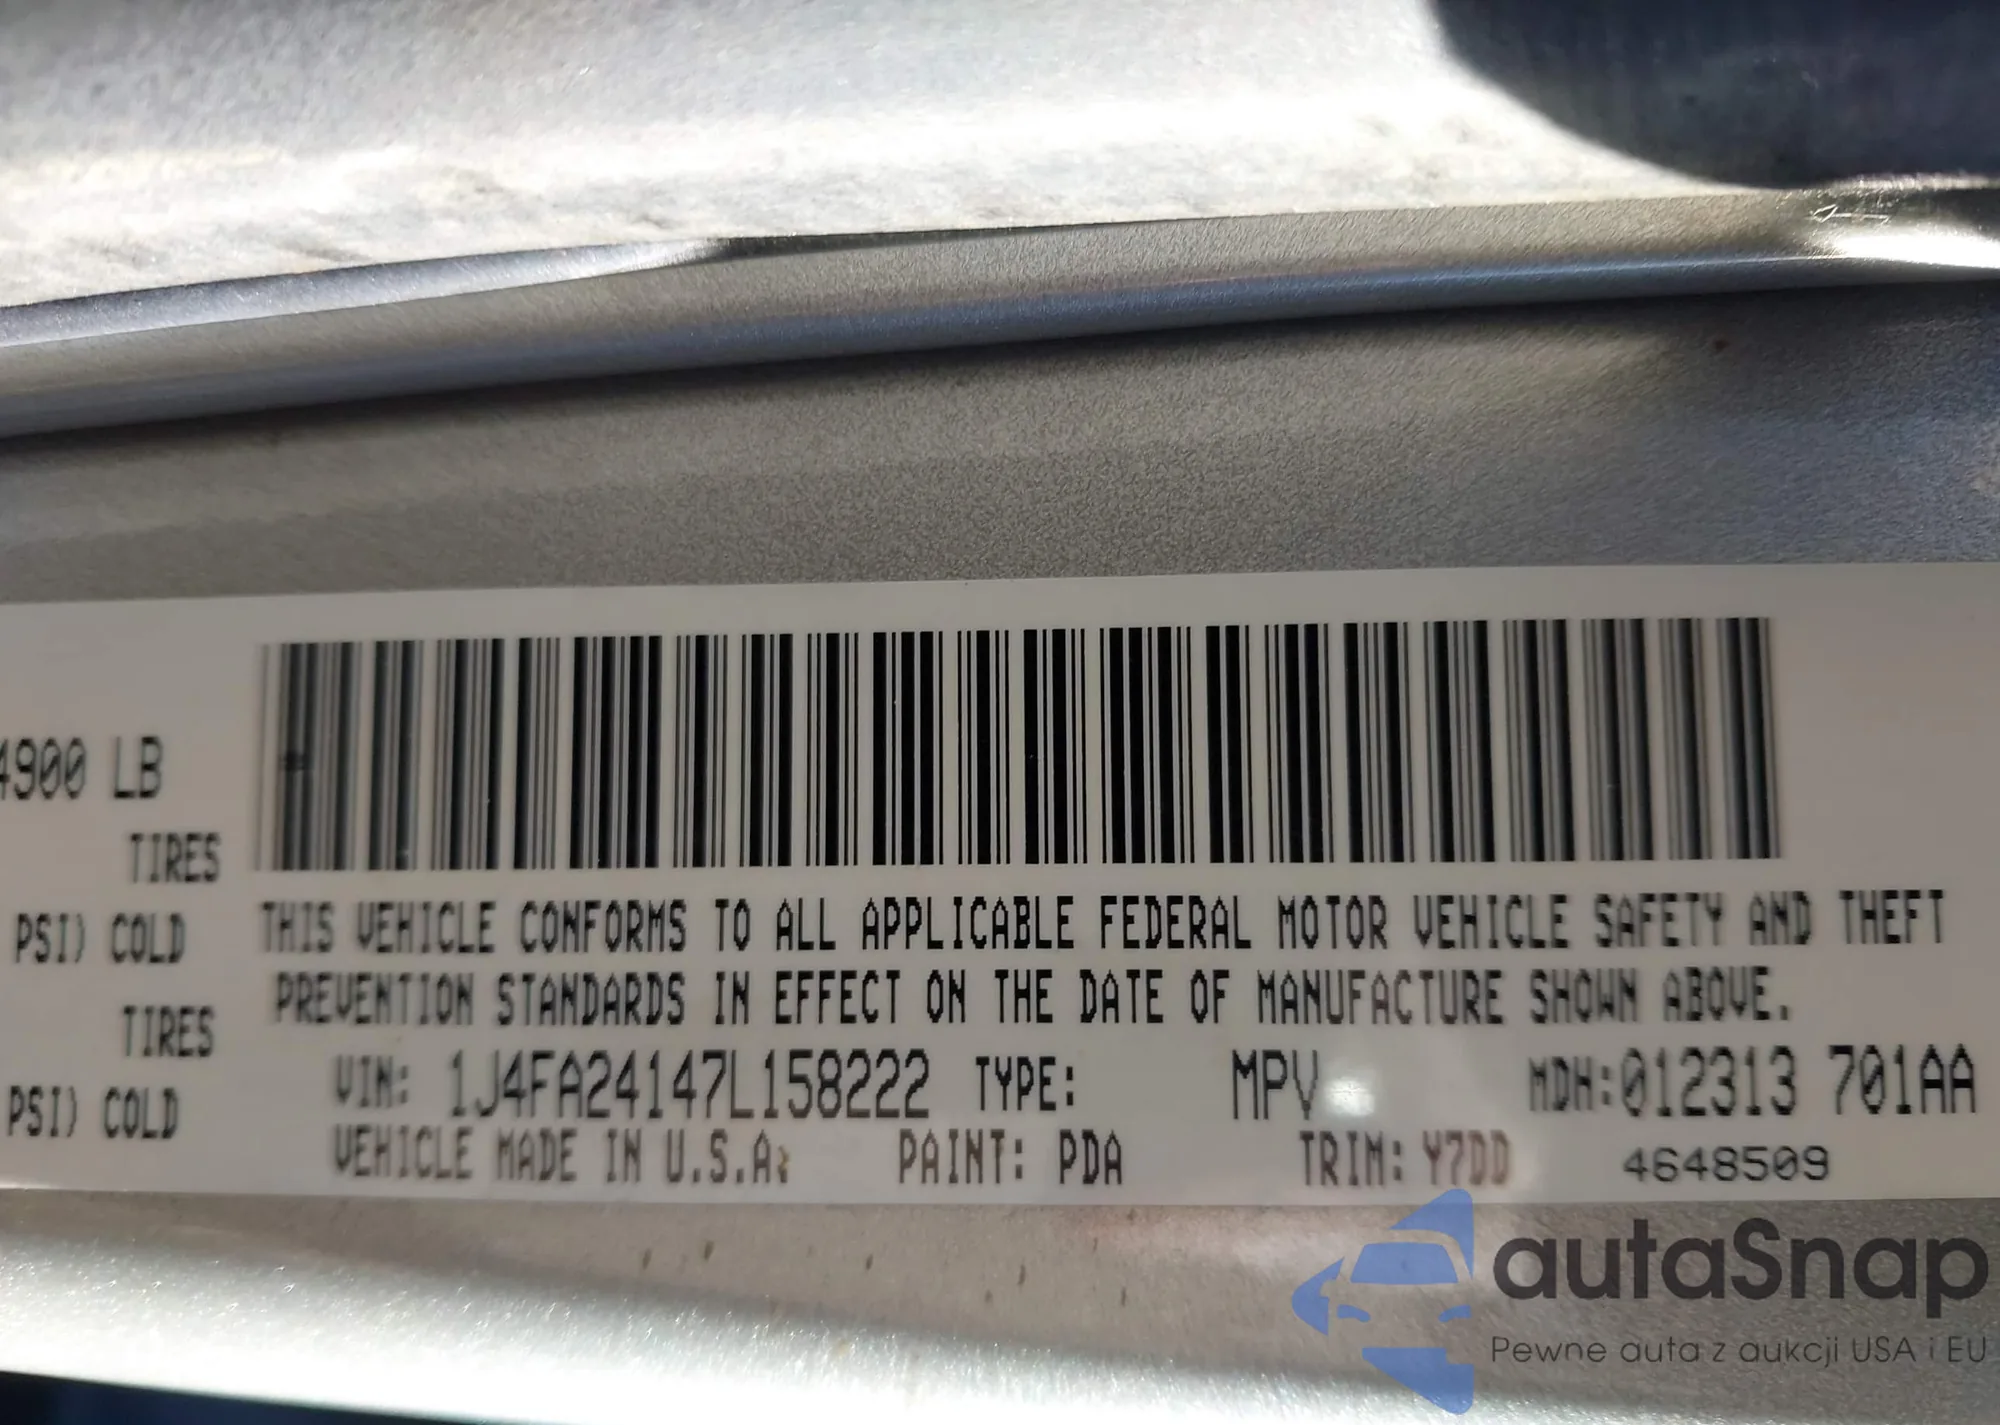 4900 LB
TIRES
PSI) COLD
TIRES
PSI) COLD
THIS VEHICLE CONFORMS TO ALL APPLICABLE FEDERAL MOTOR VEHICLE SAFETY AND THEFT
PREVENTION STANDARDS IN EFFECT ON THE DATE OF MANUFACTURE SHOWN ABOVE.
VIN: 1J4FA24147L158222 TYPE: MPV MDH:012313 701AA
VEHICLE MADE IN U.S.A. PAINT: PDA TRIM: Y7DD 4648509
autaSnap
Pewne auta z aukcji USA i EU